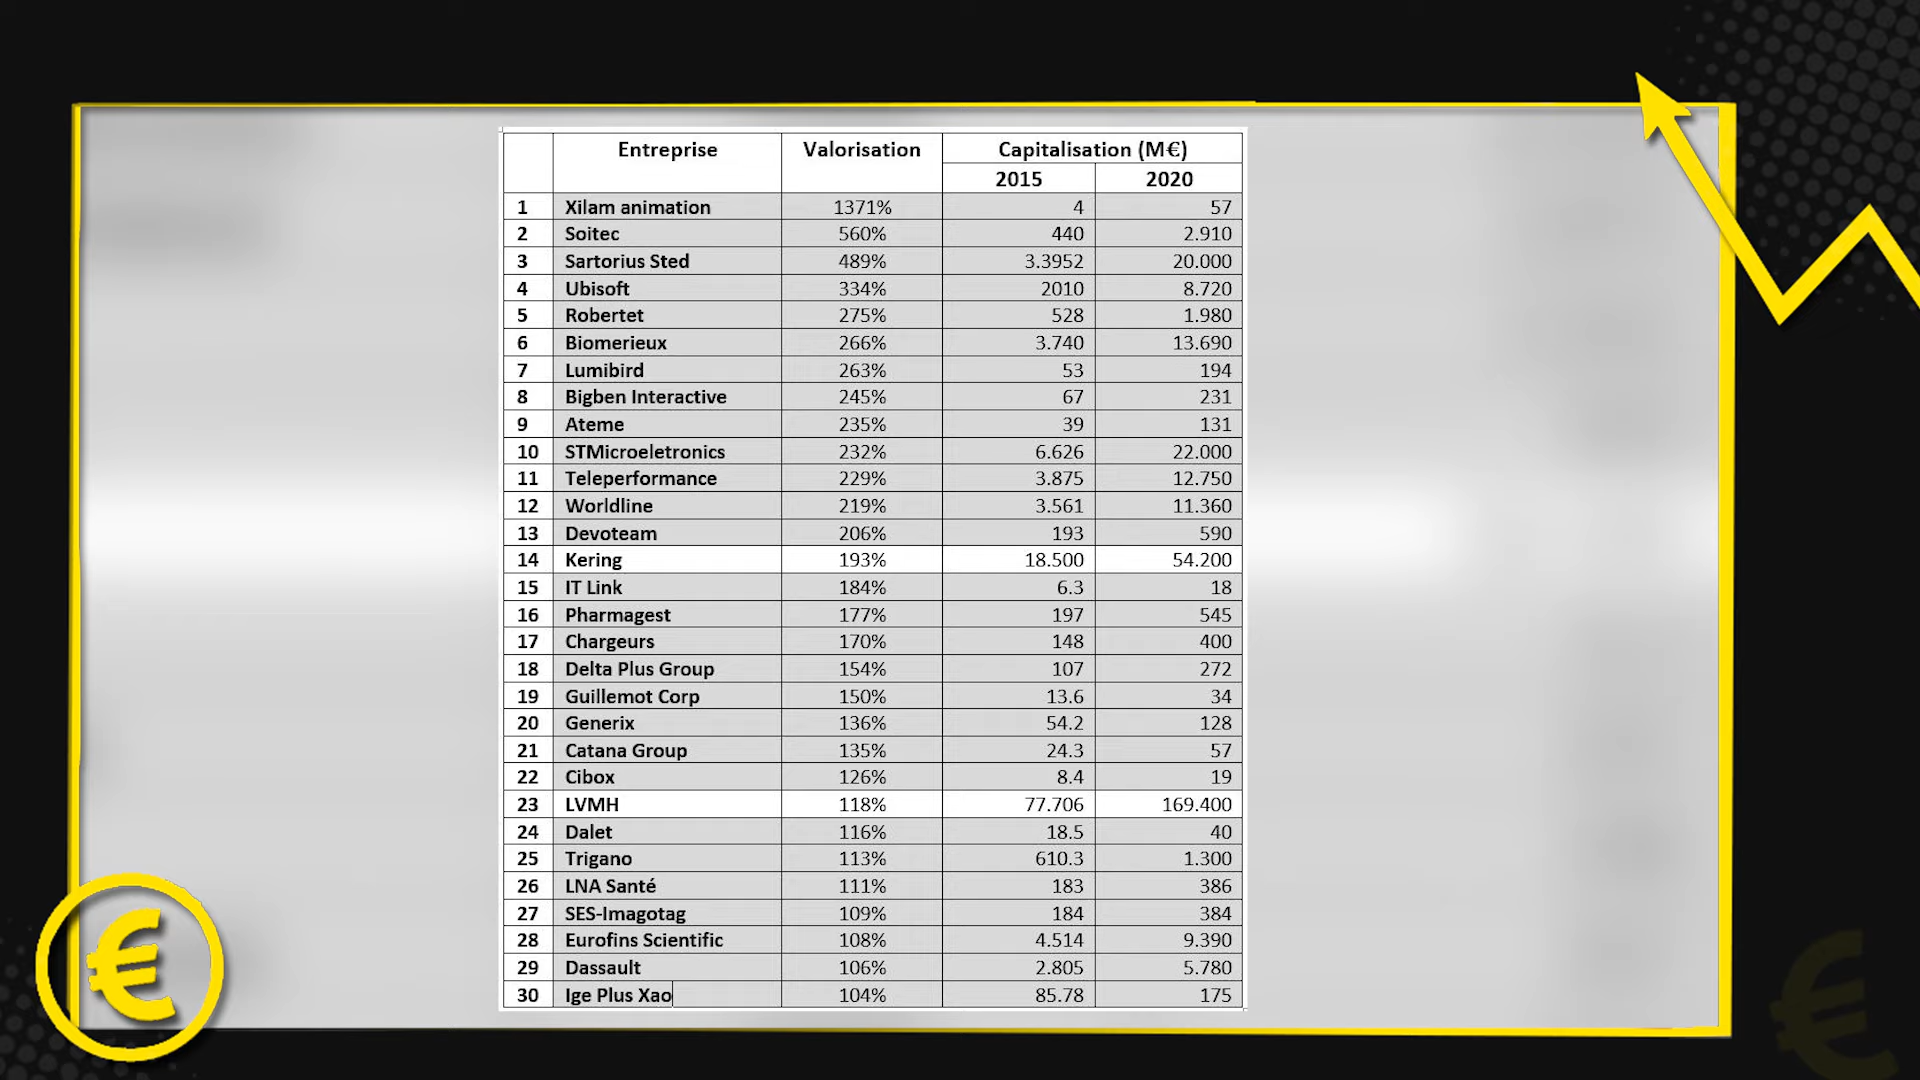 Entreprise Valorisation Capitalisation (M€)
2015 2020
1 Xilam animation 1371% 4 57
2 Soitec 560% 440 2.910
3 Sartorius Sted 489% 3.3952 20.000
4 Ubisoft 334% 2010 8.720
5 Robertet 275% 528 1.980
6 Biomerieux 266% 3.740 13.690
7 Lumibird 263% 53 194
8 Bigben Interactive 245% 67 231
9 Ateme 235% 39 131
10 STMicroeletronics 232% 6.626 22.000
11 Teleperformance 229% 3.875 12.750
12 Worldline 219% 3.561 11.360
13 Devoteam 206% 193 590
14 Kering 193% 18.500 54.200
15 IT Link 184% 6.3 18
16 Pharmagest 177% 197 545
17 Chargeurs 170% 148 400
18 Delta Plus Group 154% 107 272
19 Guillemot Corp 150% 13.6 34
20 Generix 136% 54.2 128
21 Catana Group 135% 24.3 57
22 Cibox 126% 8.4 19
23 LVMH 118% 77.706 169.400
24 Dalet 116% 18.5 40
25 Trigano 113% 610.3 1.300
26 LNA Santé 111% 183 386
27 SES-Imagotag 109% 184 384
28 Eurofins Scientific 108% 4.514 9.390
29 Dassault 106% 2.805 5.780
30 Ige Plus Xao 104% 85.78 175
€
€